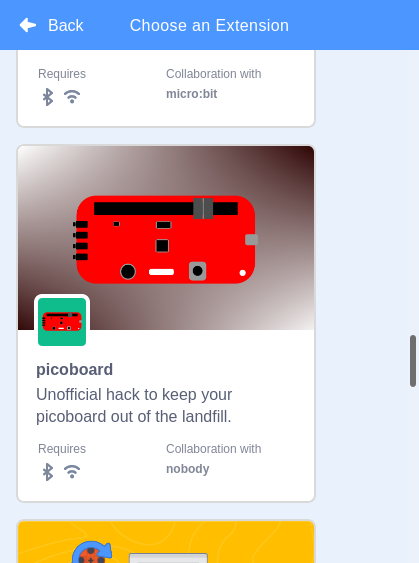 Back
Choose an Extension
Requires
Collaboration with
micro:bit
picoboard
Unofficial hack to keep your
picoboard out of the landfill.
Requires
Collaboration with
nobody